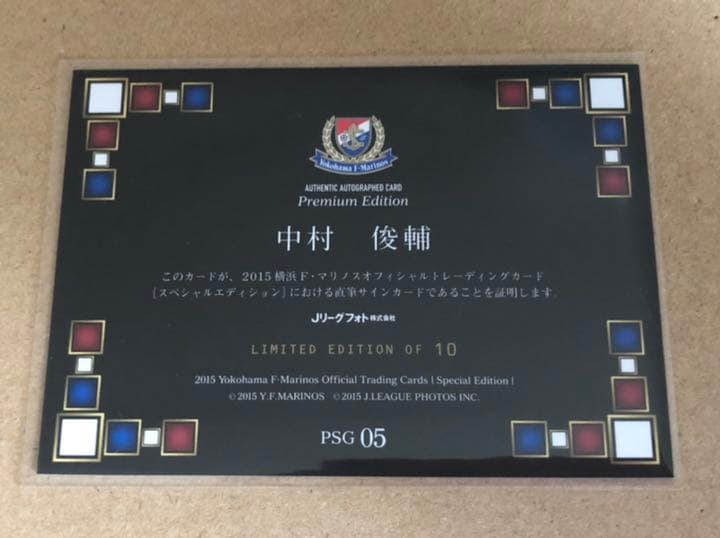 Yokohama F·Marinos
AUTHENTIC AUTOGRAPHED CARD
Premium Edition
中村 俊輔
このカードが、2015横浜F・マリノスオフィシャルトレーディングカード
[スペシャルエディション]における直筆サインカードであることを証明します。
Jリーグフォト株式会社
LIMITED EDITION OF 10
2015 Yokohama F·Marinos Official Trading Cards [ Special Edition ]
©2015 Y.F.MARINOS ©2015 J.LEAGUE PHOTOS INC.
PSG 05